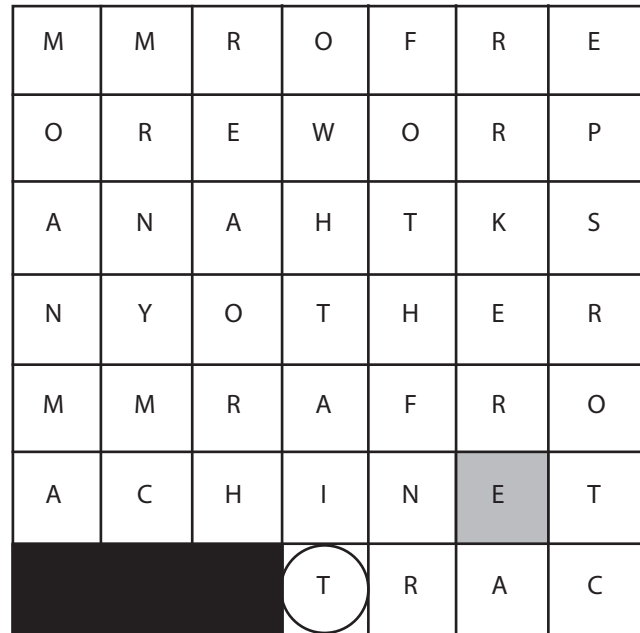 M M R O F R E
O R E W O R P
A N A H T K S
N Y O T H E R
M M R A F R O
A C H I N E T
T R A C